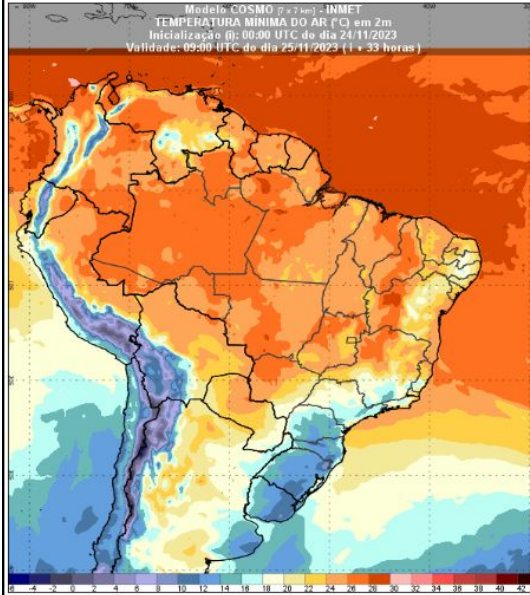 Modelo COSMO [7 x 7 km] - INMET
TEMPERATURA MÍNIMA DO AR (°C) em 2m
Inicialização (i): 00:00 UTC do dia 24/11/2023
Validade: 09:00 UTC do dia 25/11/2023 ( i + 33 horas)
-4 -2 0 2 4 6 8 10 12 14 16 18 20 22 24 26 28 30 32 34 36 38 40 42